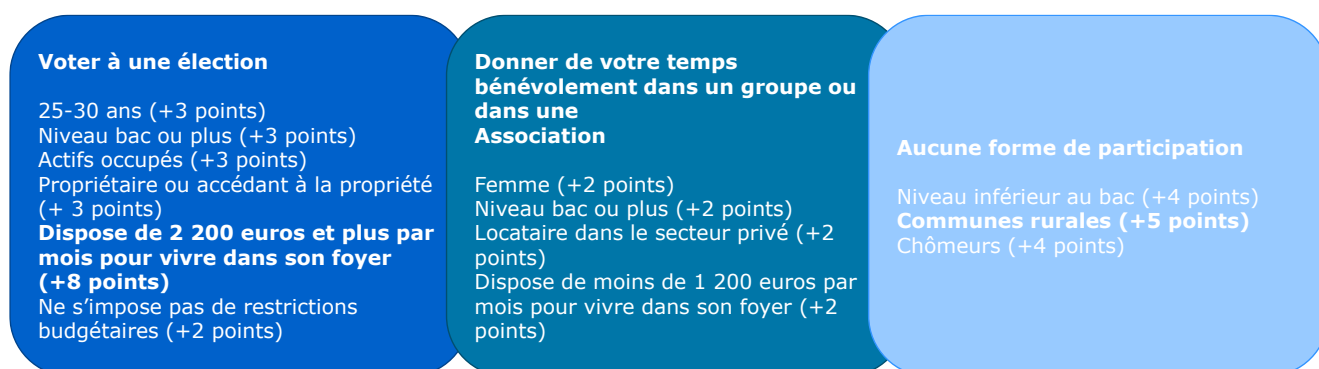 Voter à une élection
25-30 ans (+3 points)
Niveau bac ou plus (+3 points)
Actifs occupés (+3 points)
Propriétaire ou accédant à la propriété
(+ 3 points)
Dispose de 2 200 euros et plus par
mois pour vivre dans son foyer
(+8 points)
Ne s’impose pas de restrictions
budgétaires (+2 points)
Donner de votre temps
bénévolement dans un groupe ou
dans une
Association
Femme (+2 points)
Niveau bac ou plus (+2 points)
Locataire dans le secteur privé (+2
points)
Dispose de moins de 1 200 euros par
mois pour vivre dans son foyer (+2
points)
Aucune forme de participation
Niveau inférieur au bac (+4 points)
Communes rurales (+5 points)
Chômeurs (+4 points)